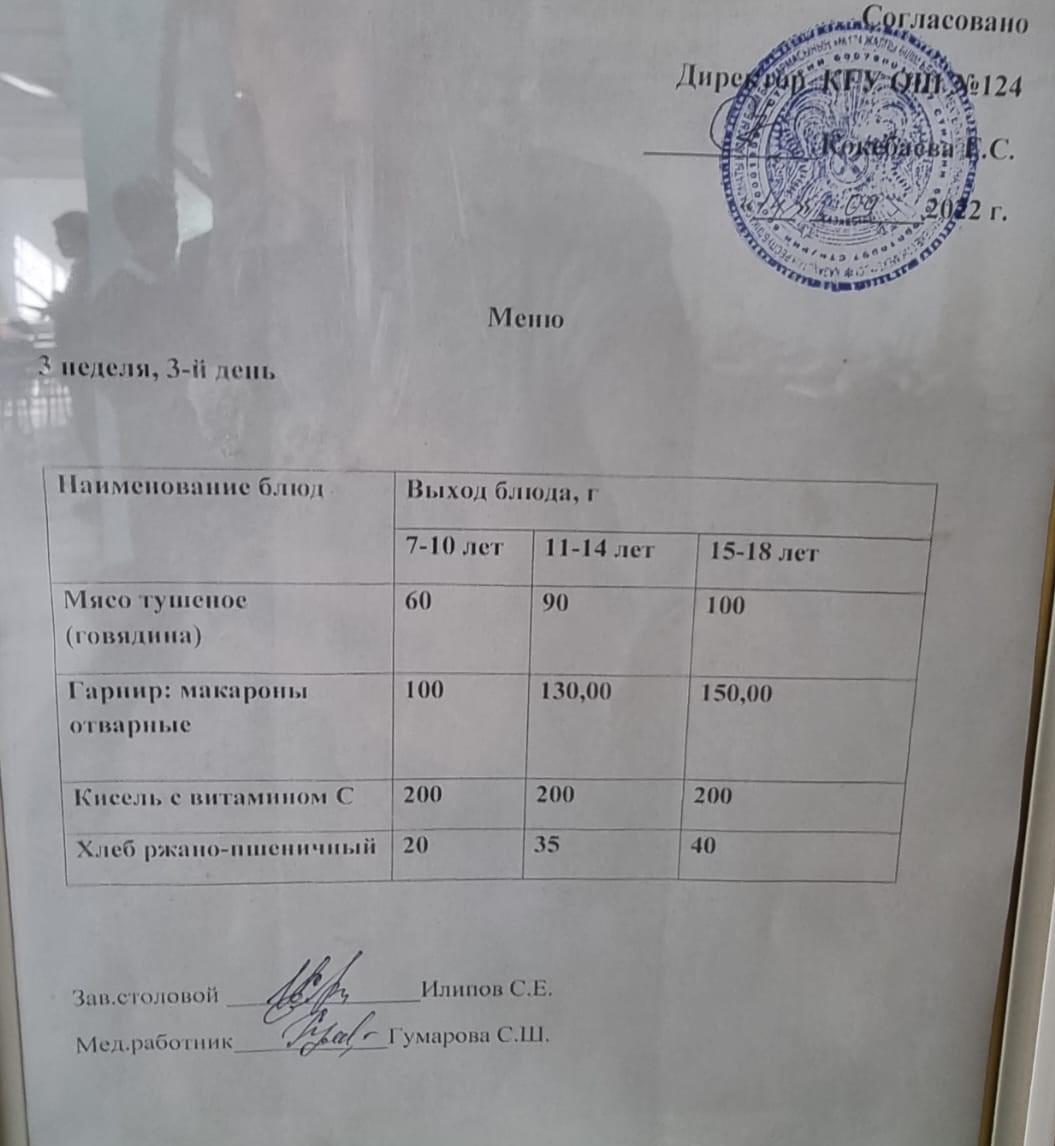 Согласовано
Директор КГУ ОШ №124
Кокебаева Г.С.
2022 г.
Меню
3 неделя, 3-й день
Наименование блюд
Выход блюда, г
7-10 лет 11-14 лет 15-18 лет
Мясо тушеное 60 90 100
(говядина)
Гарнир: макароны 100 130,00 150,00
отварные
Кисель с витамином С 200 200 200
Хлеб ржано-пшеничный 20 35 40
Зав.столовой Илипов С.Е.
Мед.работник Гумарова С.Ш.